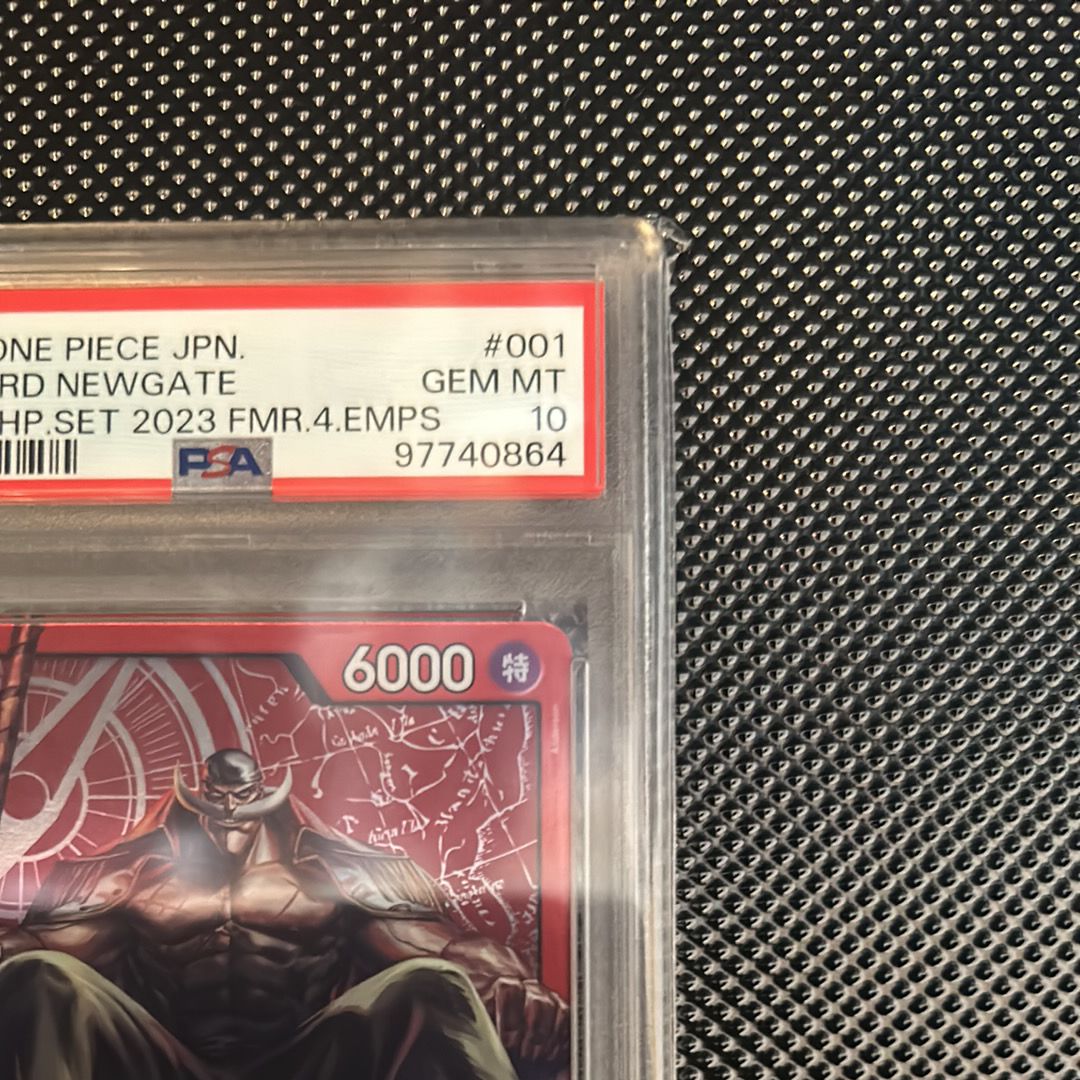 ONE PIECE JPN. #001
RD NEWGATE GEM MT
HP.SET 2023 FMR.4.EMPS 10
PSA 97740864
6000 特